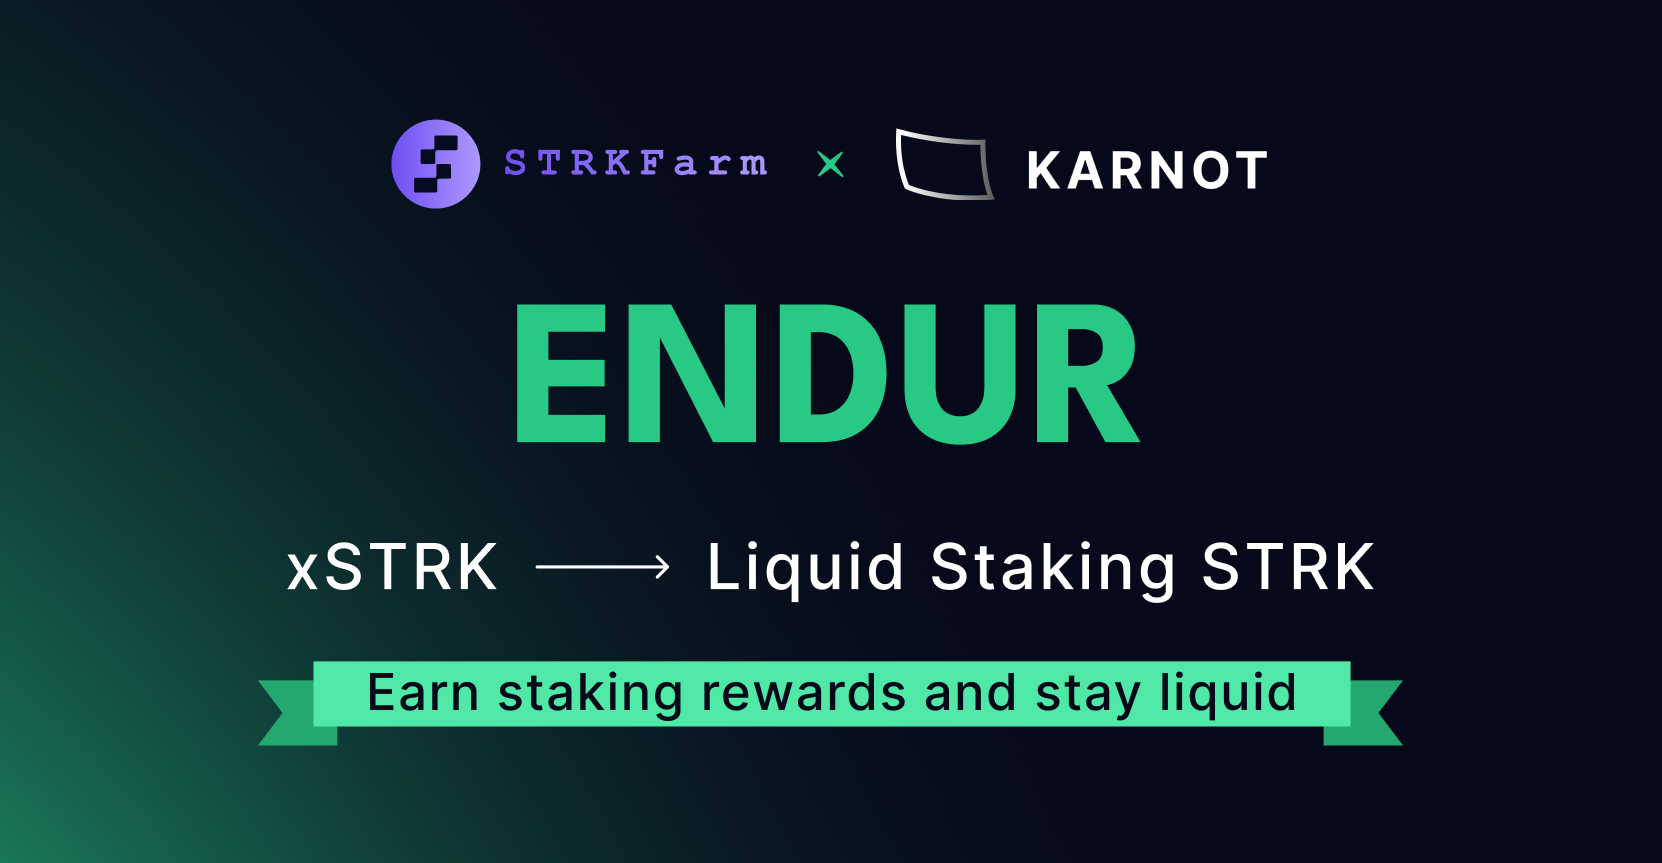 STRKFarm × KARNOT
ENDUR
xSTRK → Liquid Staking STRK
Earn staking rewards and stay liquid